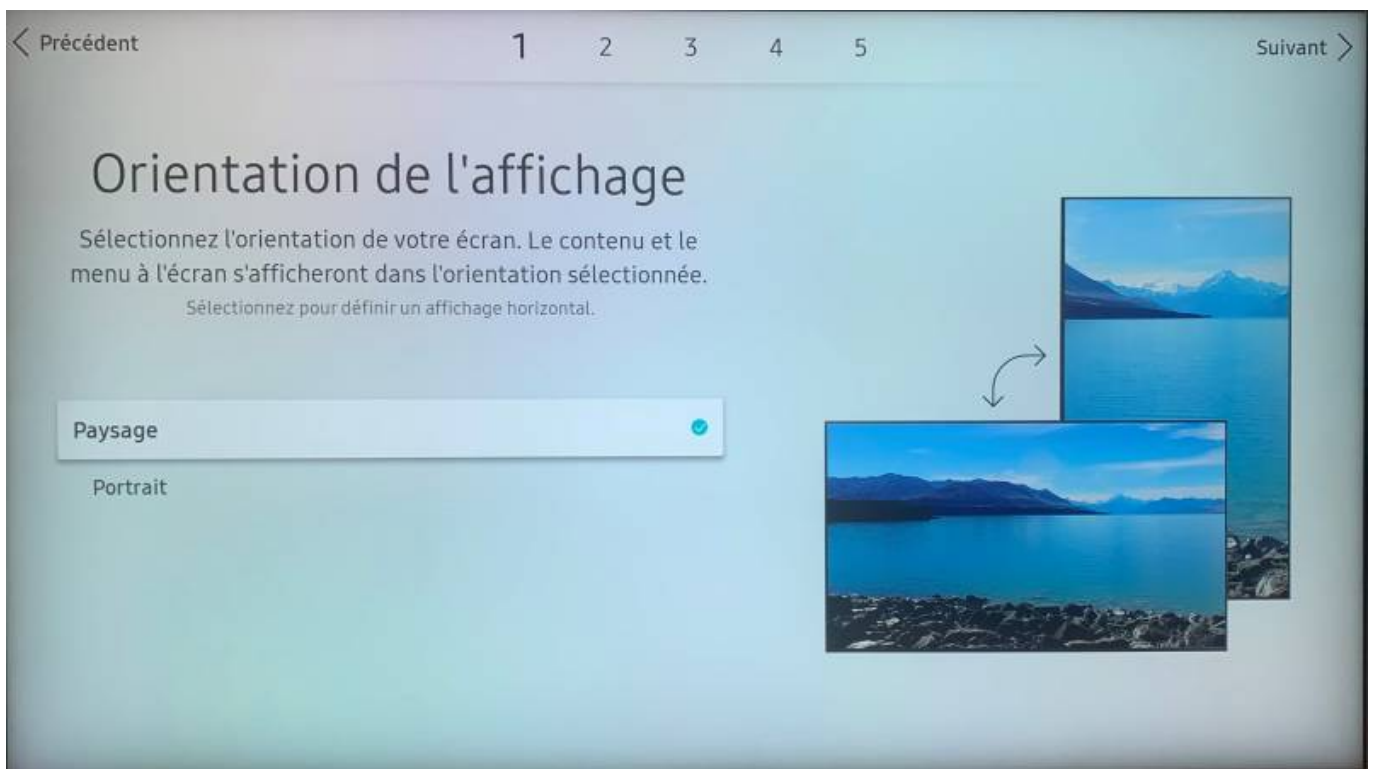 Précédent
1 2 3 4 5
Suivant
Orientation de l'affichage
Sélectionnez l'orientation de votre écran. Le contenu et le
menu à l'écran s'afficheront dans l'orientation sélectionnée.
Sélectionnez pour définir un affichage horizontal.
Paysage
Portrait